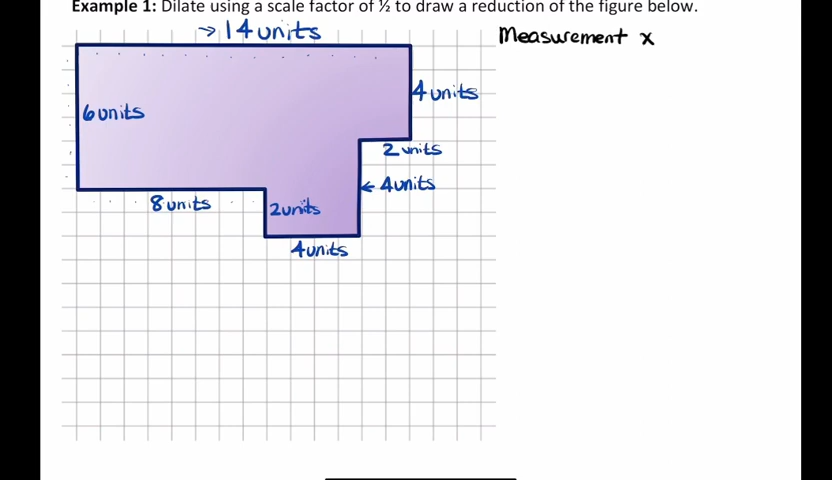 Example 1: Dilate using a scale factor of ½ to draw a reduction of the figure below.
→ 14 units
Measurement x
4 units
6 units
2 units
← 4 units
8 units
2 units
4 units